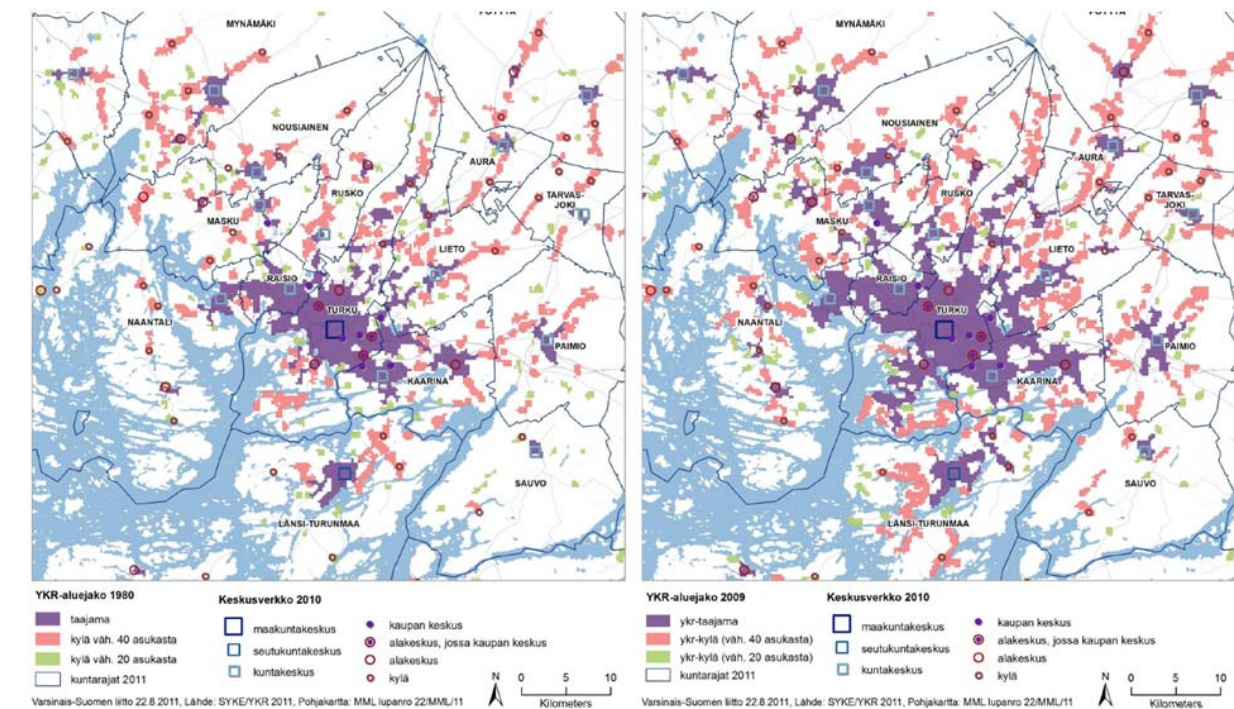 MYNÄMÄKI
NOUSIAINEN
AURA
RUSKO
TARVAS-
JOKI
MASKU
LIETO
RAISIO
TURKU
NAANTALI
PAIMIO
KAARINA
SAUVO
LÄNSI-TURUNMAA
MYNÄMÄKI
NOUSIAINEN
AURA
RUSKO
TARVAS-
JOKI
MASKU
LIETO
RAISIO
TURKU
NAANTALI
PAIMIO
KAARINA
SAUVO
LÄNSI-TURUNMAA
YKR-aluejako 1980
taajama
kylä väh. 40 asukasta
kylä väh. 20 asukasta
kuntarajat 2011
Keskusverkko 2010
maakuntakeskus
seutukuntakeskus
kuntakeskus
kaupan keskus
alakeskus, jossa kaupan keskus
alakeskus
kylä
N
0 5 10
Kilometers
Varsinais-Suomen liitto 22.8.2011, Lähde: SYKE/YKR 2011, Pohjakartta: MML lupanro 22/MML/11
YKR-aluejako 2009
ykr-taajama
ykr-kylä (väh. 40 asukasta)
ykr-kylä (väh. 20 asukasta)
kuntarajat 2011
Keskusverkko 2010
maakuntakeskus
seutukuntakeskus
kuntakeskus
kaupan keskus
alakeskus, jossa kaupan keskus
alakeskus
kylä
N
0 5 10
Kilometers
Varsinais-Suomen liitto 22.8.2011, Lähde: SYKE/YKR 2011, Pohjakartta: MML lupanro 22/MML/11